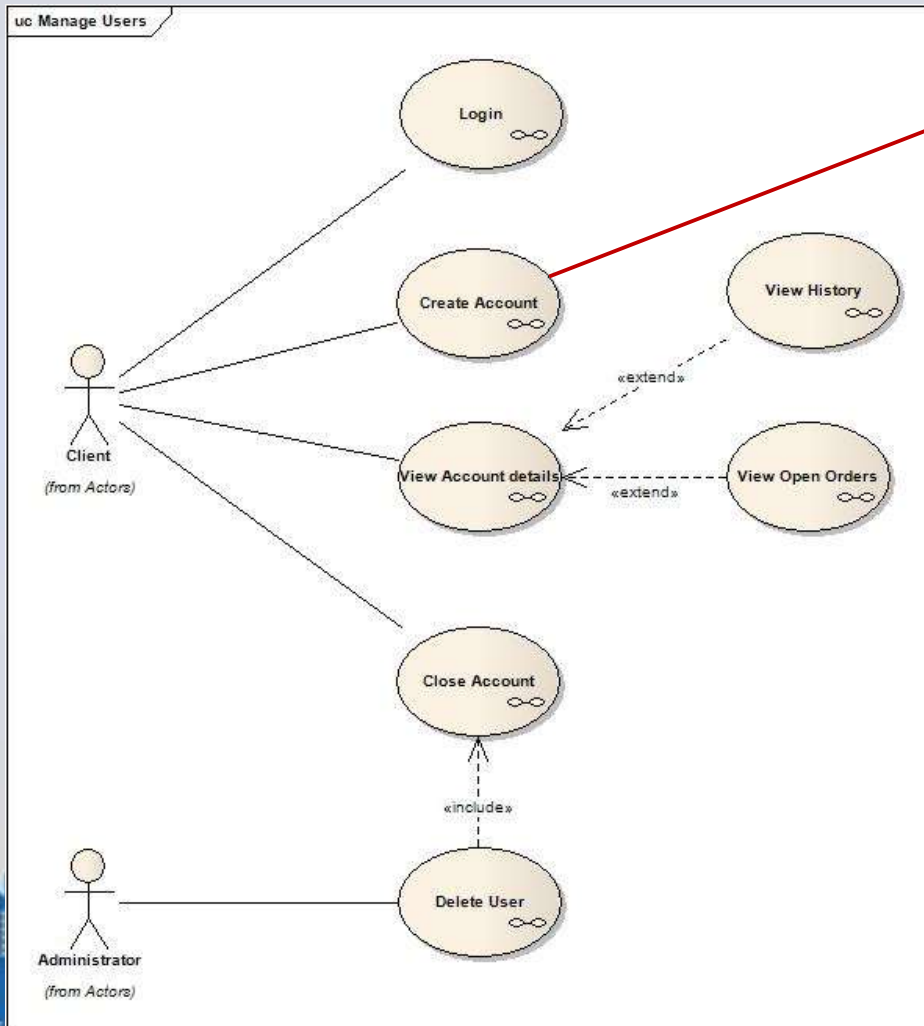 uc Manage Users
Login
Create Account
View History
«extend»
Client
(from Actors)
View Account details
«extend»
View Open Orders
Close Account
«include»
Delete User
Administrator
(from Actors)